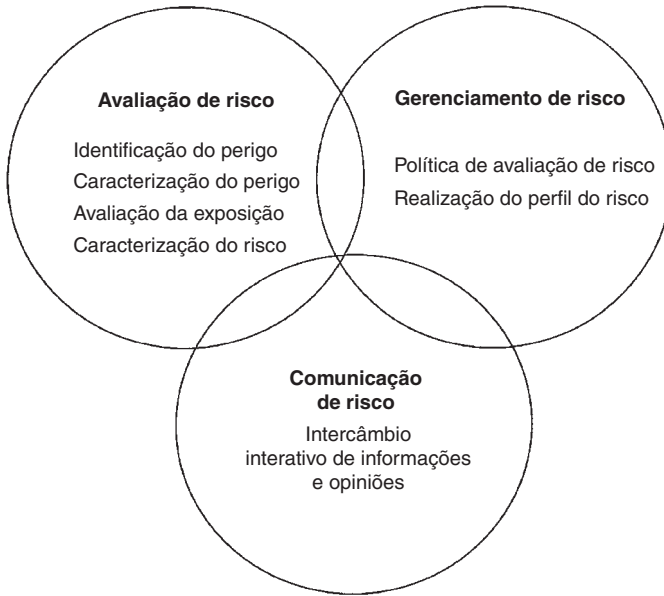 Avaliação de risco
Identificação do perigo
Caracterização do perigo
Avaliação da exposição
Caracterização do risco
Gerenciamento de risco
Política de avaliação de risco
Realização do perfil do risco
Comunicação
de risco
Intercâmbio
interativo de informações
e opiniões